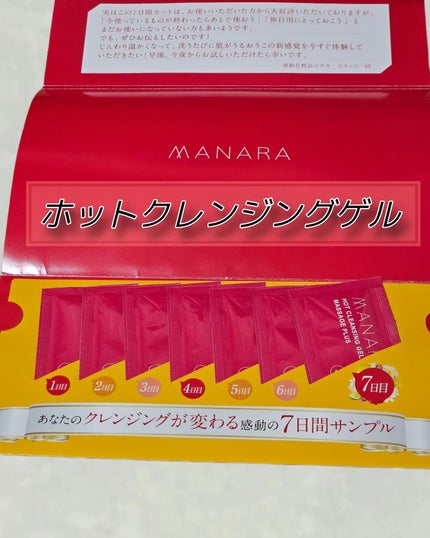 実はこの7日間セットは、お使いいただいた方から大好評いただいておりますが、
「今使っているものが終わったらあとで使おう」「旅行用にとっておこう」と
まだお使いになっていない方も多いようです。
でも、ぜひお伝えしたいのです!
じんわり温かくなって、洗うたびに肌がうるおうこの新感覚を今すぐ体験して
いただきたい!早速、今夜からお試しいただけたら幸いです。
MANARA
ホットクレンジングゲル
MANARA
HOT CLEANSING GEL
MASSAGE PLUS
1日目 2日目 3日目 4日目 5日目 6日目 7日目
あなたのクレンジングが変わる感動の7日間サンプル